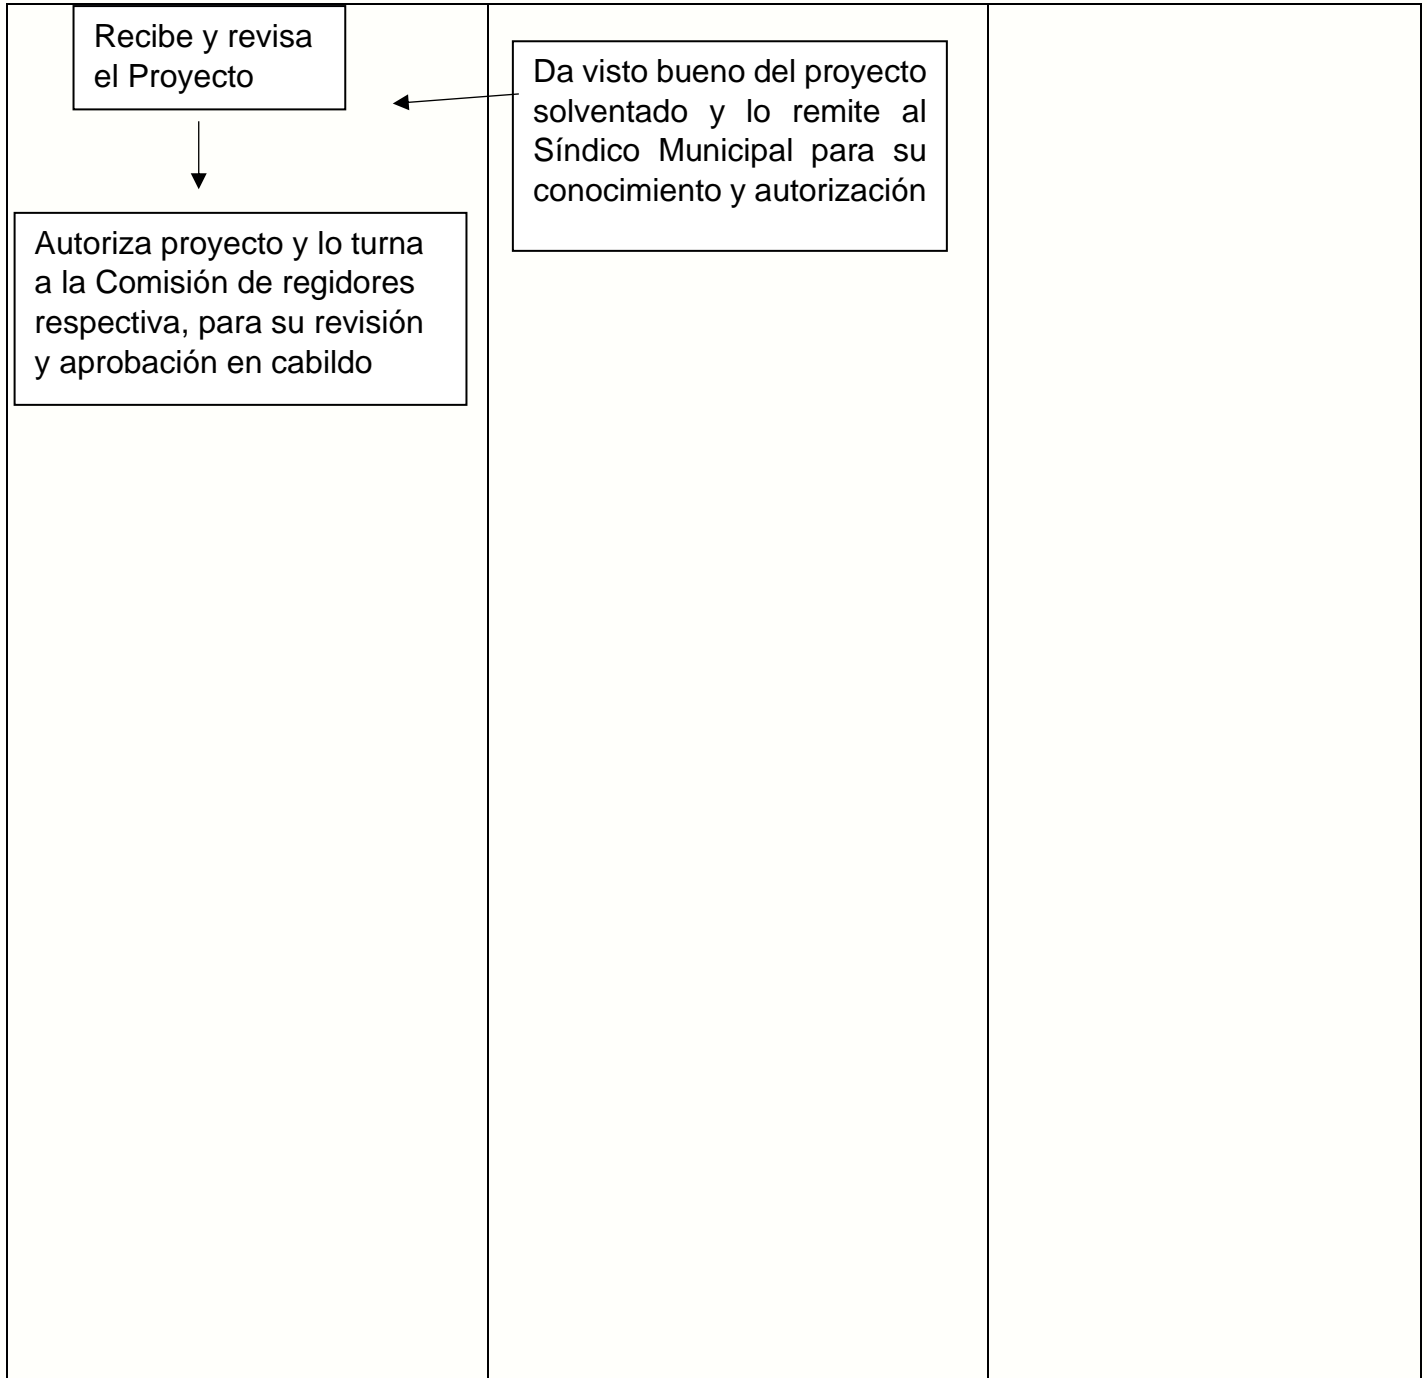 Recibe y revisa
el Proyecto
Da visto bueno del proyecto
solventado y lo remite al
Síndico Municipal para su
conocimiento y autorización
Autoriza proyecto y lo turna
a la Comisión de regidores
respectiva, para su revisión
y aprobación en cabildo